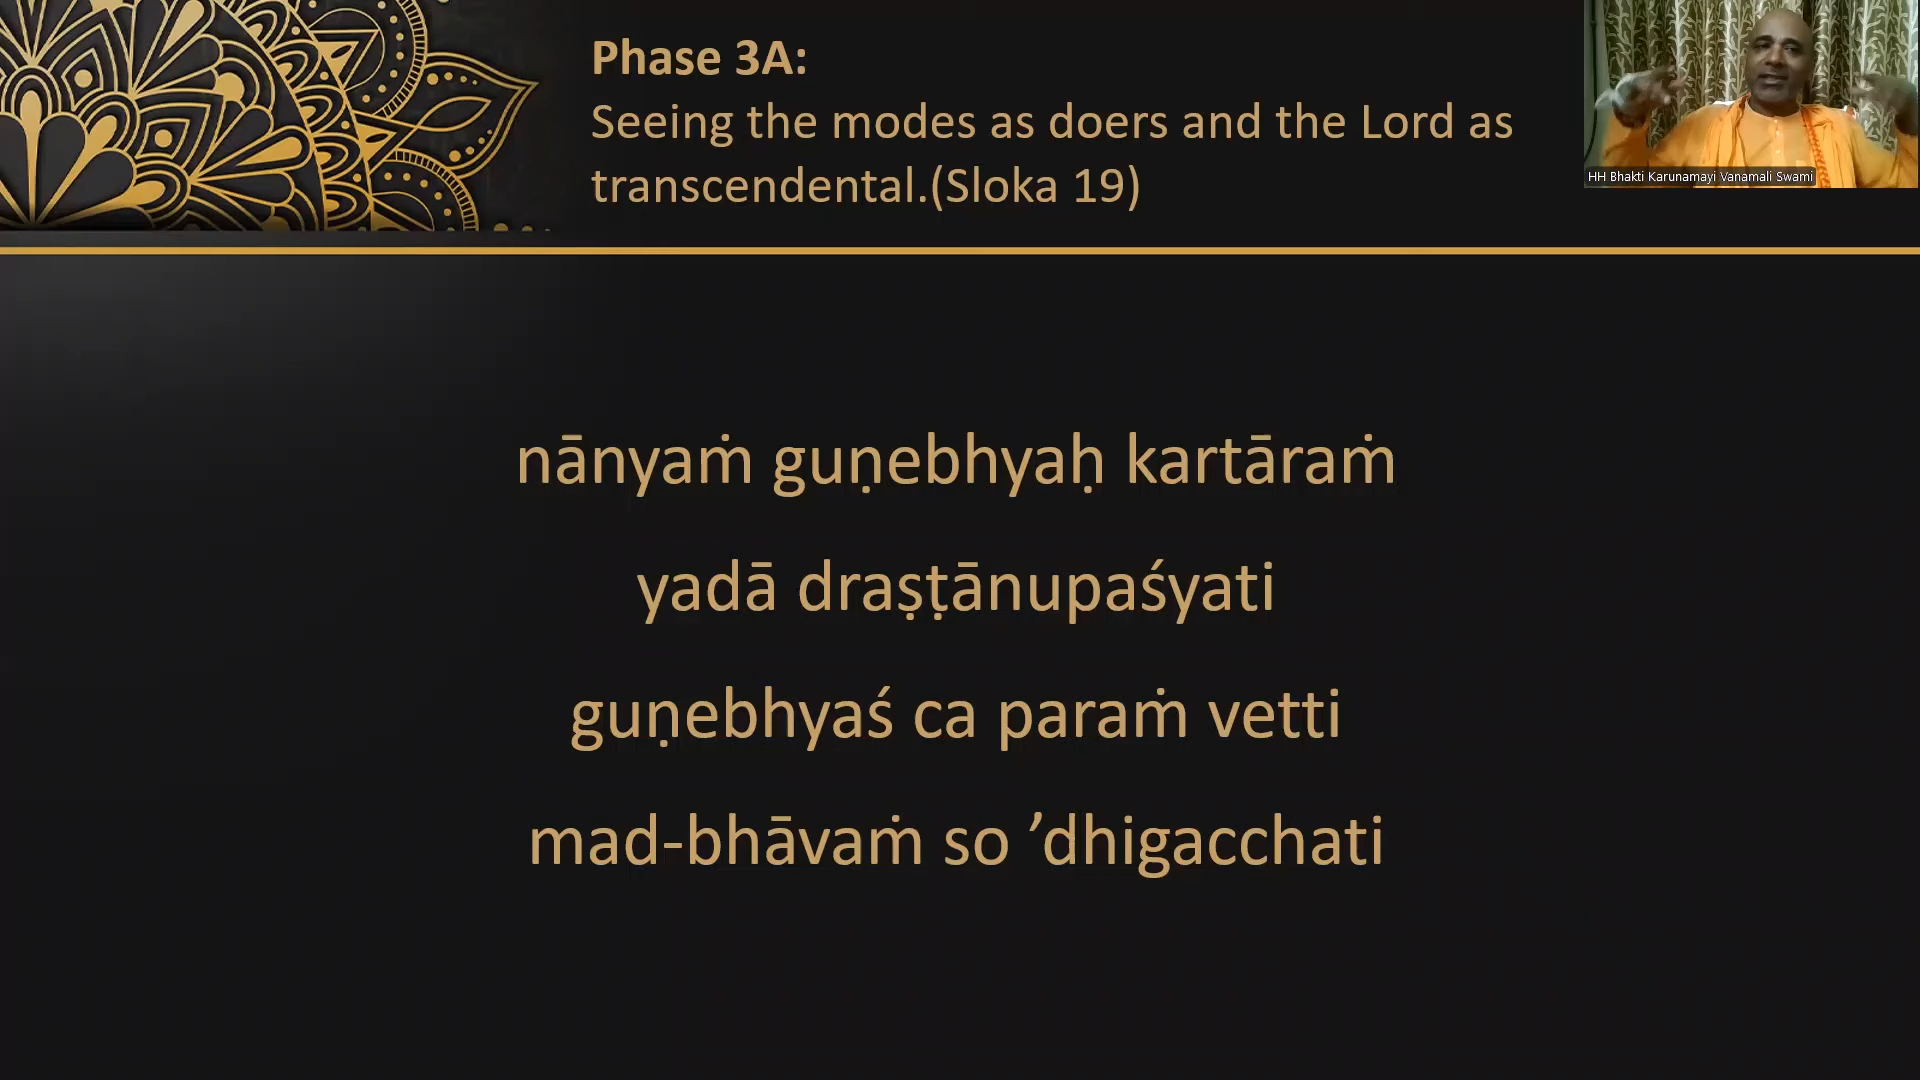 Phase 3A:
Seeing the modes as doers and the Lord as
transcendental.(Sloka 19)
HH Bhakti Karunamayi Vanamali Swami
nānyaṁ guṇebhyaḥ kartāraṁ
yadā draṣṭānupaśyati
guṇebhyaś ca paraṁ vetti
mad-bhāvaṁ so ’dhigacchati